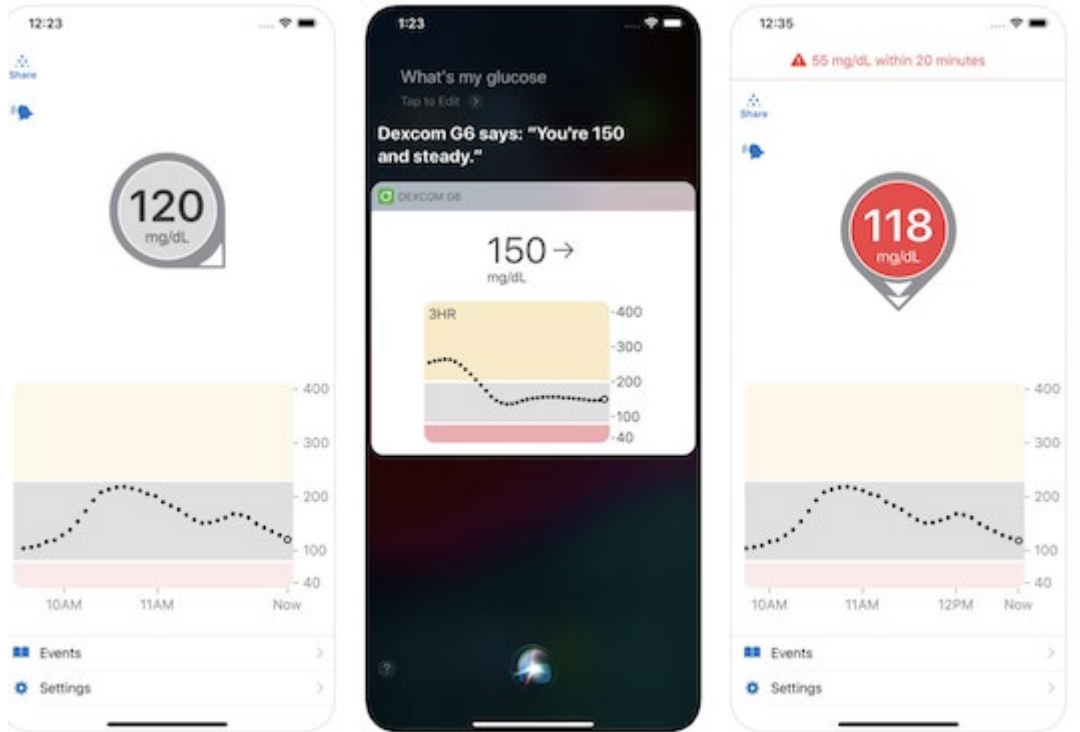 12:23
Share
120
mg/dL
400
300
200
100
40
10AM
11AM
Now
Events
Settings
1:23
What's my glucose
Tap to Edit
Dexcom G6 says: “You're 150
and steady.”
DEXCOM G6
150
mg/dL
3HR
400
300
200
100
40
?
12:35
55 mg/dL within 20 minutes
Share
118
mg/dL
400
300
200
100
40
10AM
11AM
12PM
Now
Events
Settings